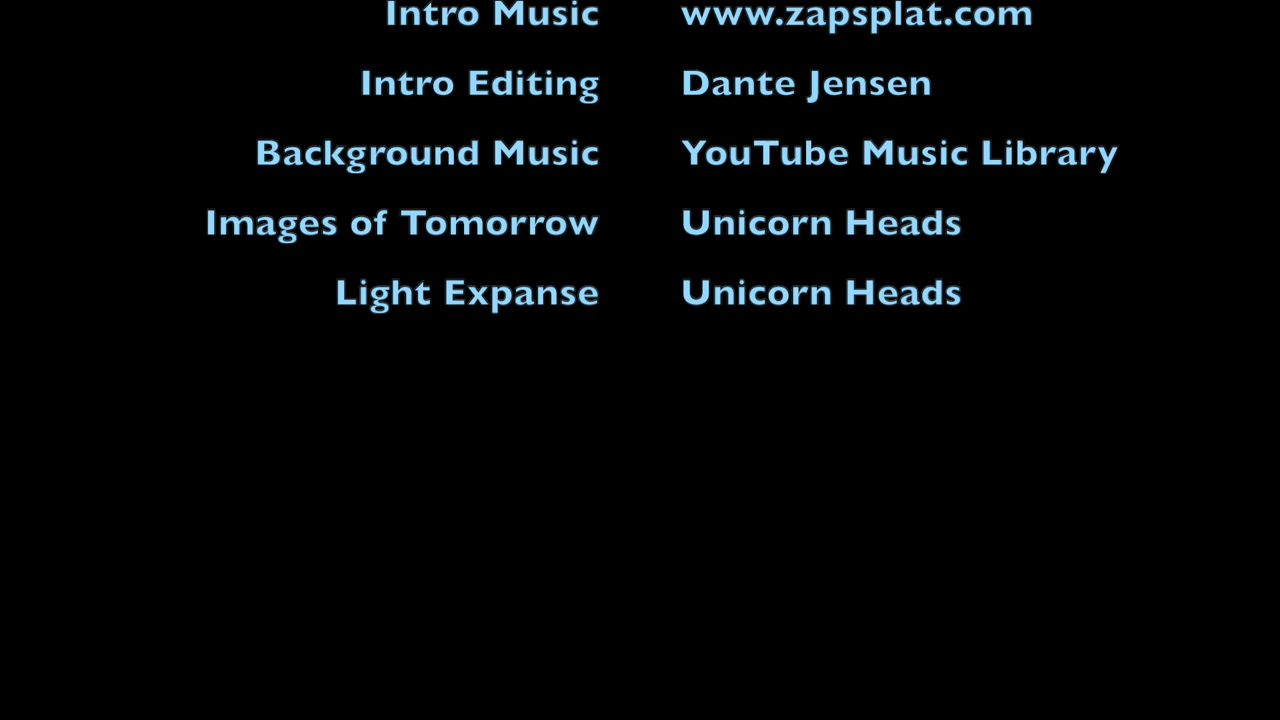 Intro Music www.zapsplat.com
Intro Editing Dante Jensen
Background Music YouTube Music Library
Images of Tomorrow Unicorn Heads
Light Expanse Unicorn Heads